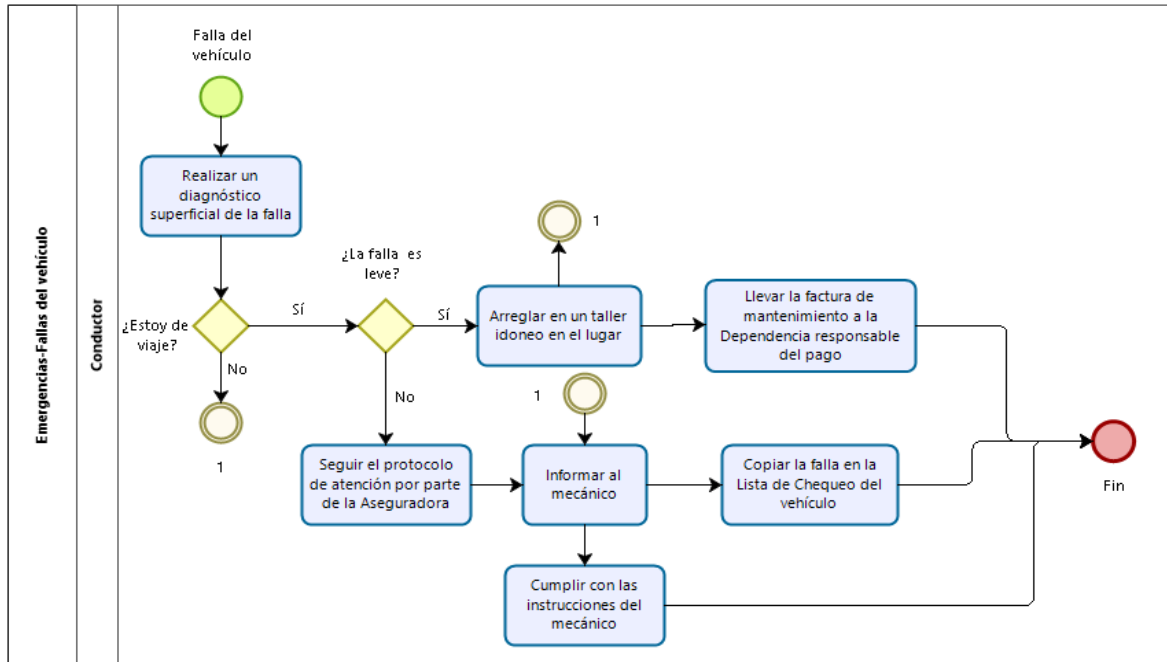 Emergencias-Fallas del vehículo
Conductor
Falla del
vehículo
Realizar un
diagnóstico
superficial de la falla
¿Estoy de
viaje?
Sí
No
1
¿La falla es
leve?
Sí
No
Arreglar en un taller
idoneo en el lugar
1
Llevar la factura de
mantenimiento a la
Dependencia responsable
del pago
Seguir el protocolo
de atención por parte
de la Aseguradora
1
Informar al
mecánico
Copiar la falla en la
Lista de Chequeo del
vehículo
Cumplir con las
instrucciones del
mecánico
Fin